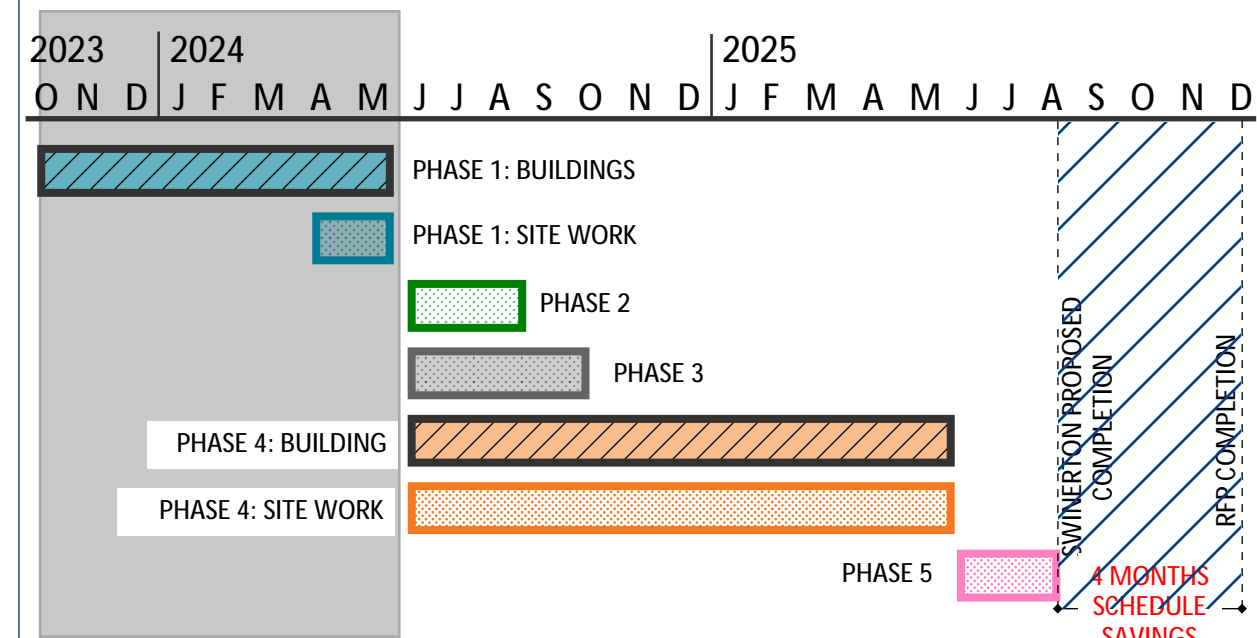 2023 2024 2025
O N D J F M A M J J A S O N D J F M A M J J A S O N D
PHASE 1: BUILDINGS
PHASE 1: SITE WORK
PHASE 2
PHASE 3
PHASE 4: BUILDING
PHASE 4: SITE WORK
PHASE 5
SWINERTON PROPOSED
COMPLETION
RFP COMPLETION
4 MONTHS
SCHEDULE
SAVINGS